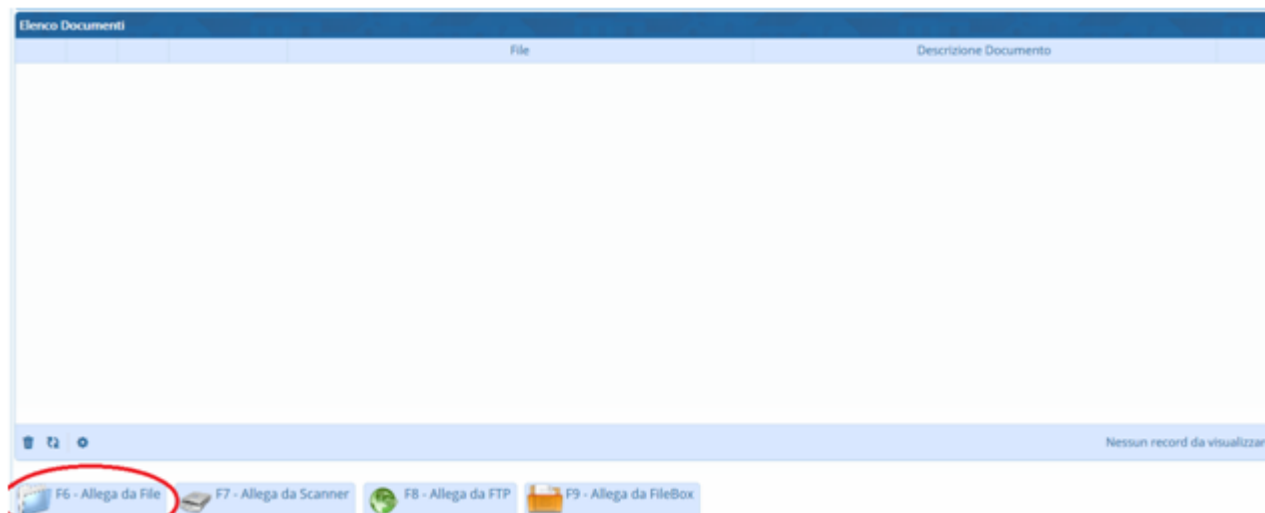 Elenco Documenti
File Descrizione Documento
Nessun record da visualizzar
F6 - Allega da File F7 - Allega da Scanner F8 - Allega da FTP F9 - Allega da FileBox